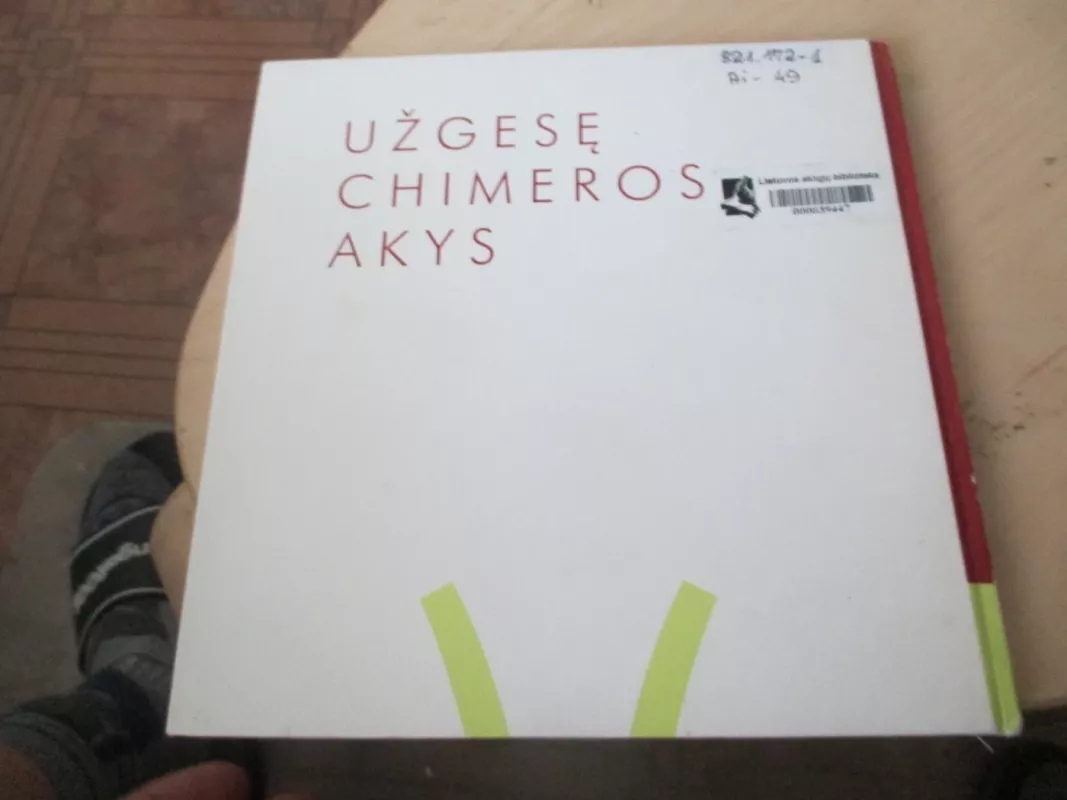 821.172-1
Ai-49
UŽGESĘ
CHIMEROS
AKYS
Lietuvos aklųjų biblioteka